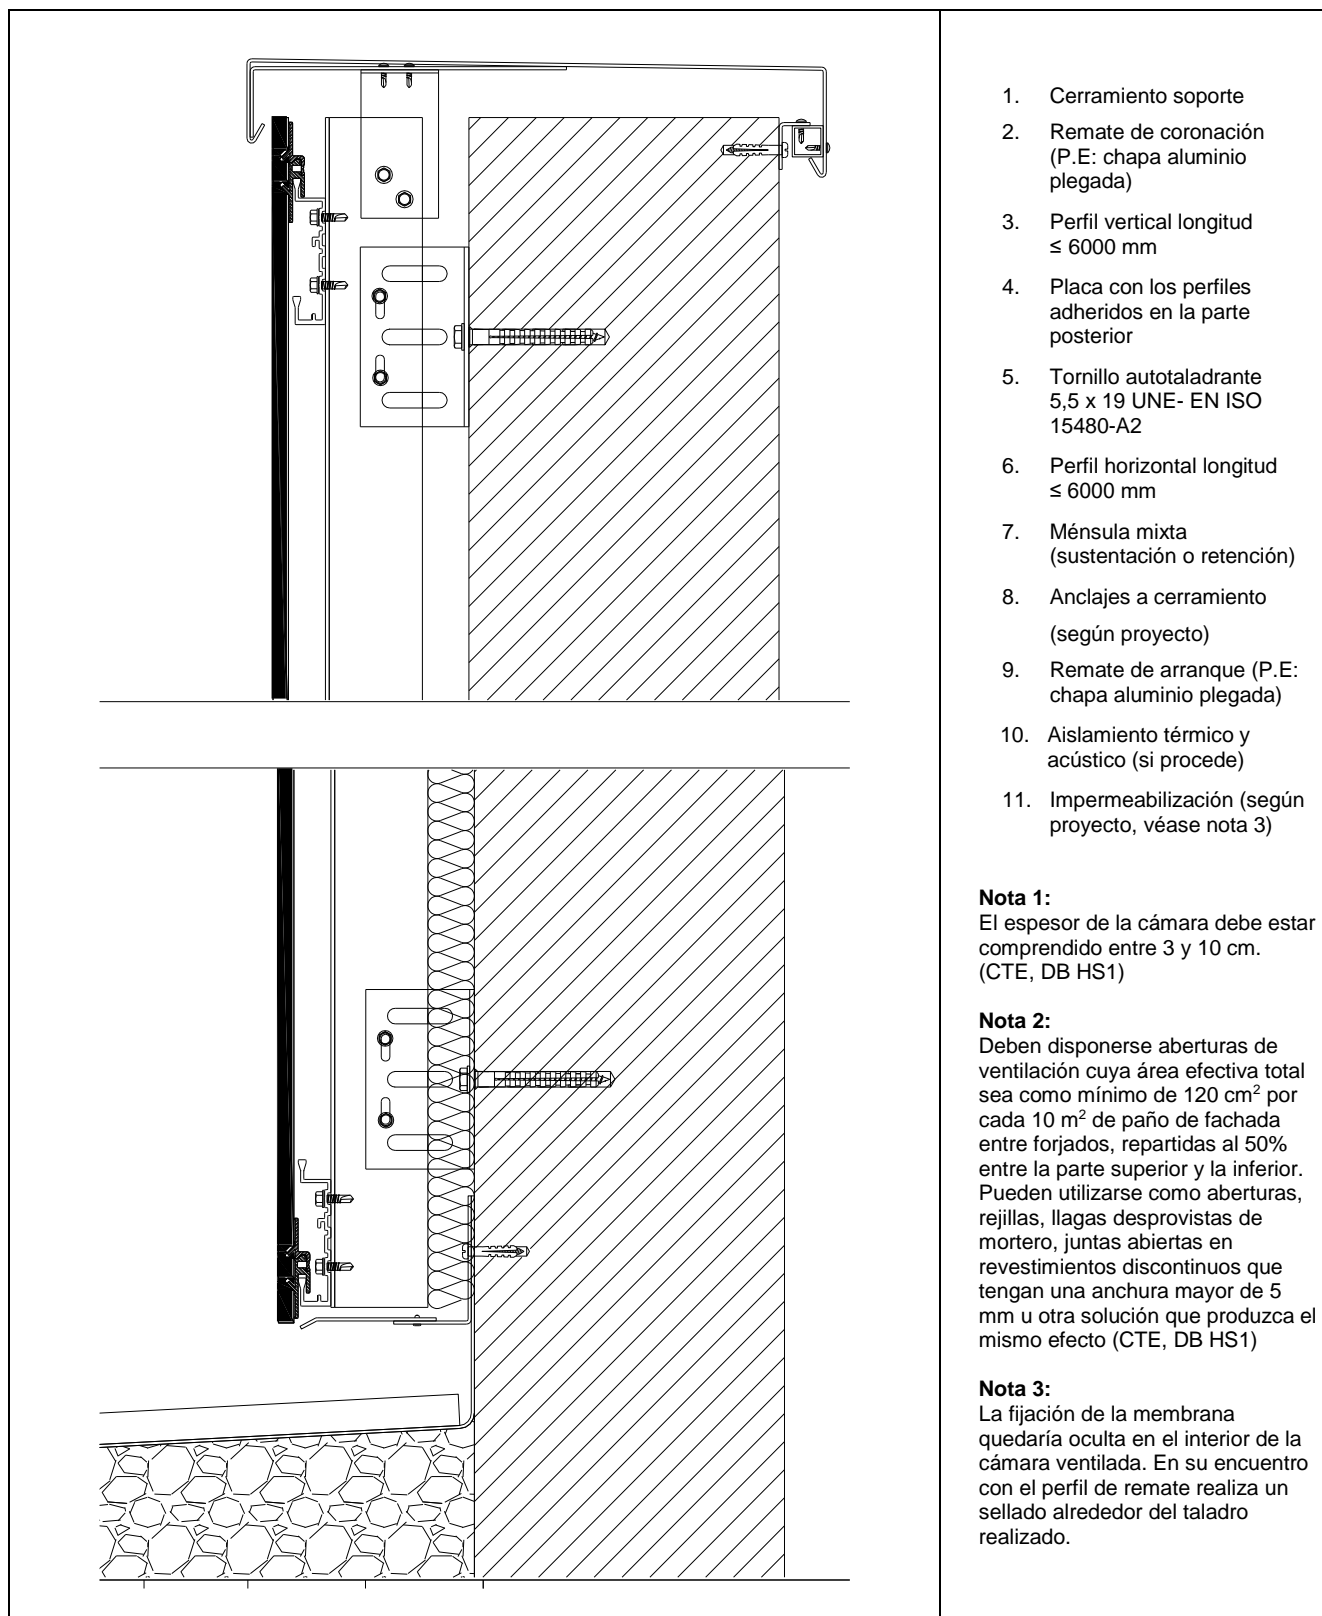 1. Cerramiento soporte
2. Remate de coronación
(P.E: chapa aluminio
plegada)
3. Perfil vertical longitud
≤ 6000 mm
4. Placa con los perfiles
adheridos en la parte
posterior
5. Tornillo autotaladrante
5,5 x 19 UNE- EN ISO
15480-A2
6. Perfil horizontal longitud
≤ 6000 mm
7. Ménsula mixta
(sustentación o retención)
8. Anclajes a cerramiento
(según proyecto)
9. Remate de arranque (P.E:
chapa aluminio plegada)
10. Aislamiento térmico y
acústico (si procede)
11. Impermeabilización (según
proyecto, véase nota 3)
Nota 1:
El espesor de la cámara debe estar
comprendido entre 3 y 10 cm.
(CTE, DB HS1)
Nota 2:
Deben disponerse aberturas de
ventilación cuya área efectiva total
sea como mínimo de 120 cm² por
cada 10 m² de paño de fachada
entre forjados, repartidas al 50%
entre la parte superior y la inferior.
Pueden utilizarse como aberturas,
rejillas, llagas desprovistas de
mortero, juntas abiertas en
revestimientos discontinuos que
tengan una anchura mayor de 5
mm u otra solución que produzca el
mismo efecto (CTE, DB HS1)
Nota 3:
La fijación de la membrana
quedaría oculta en el interior de la
cámara ventilada. En su encuentro
con el perfil de remate realiza un
sellado alrededor del taladro
realizado.